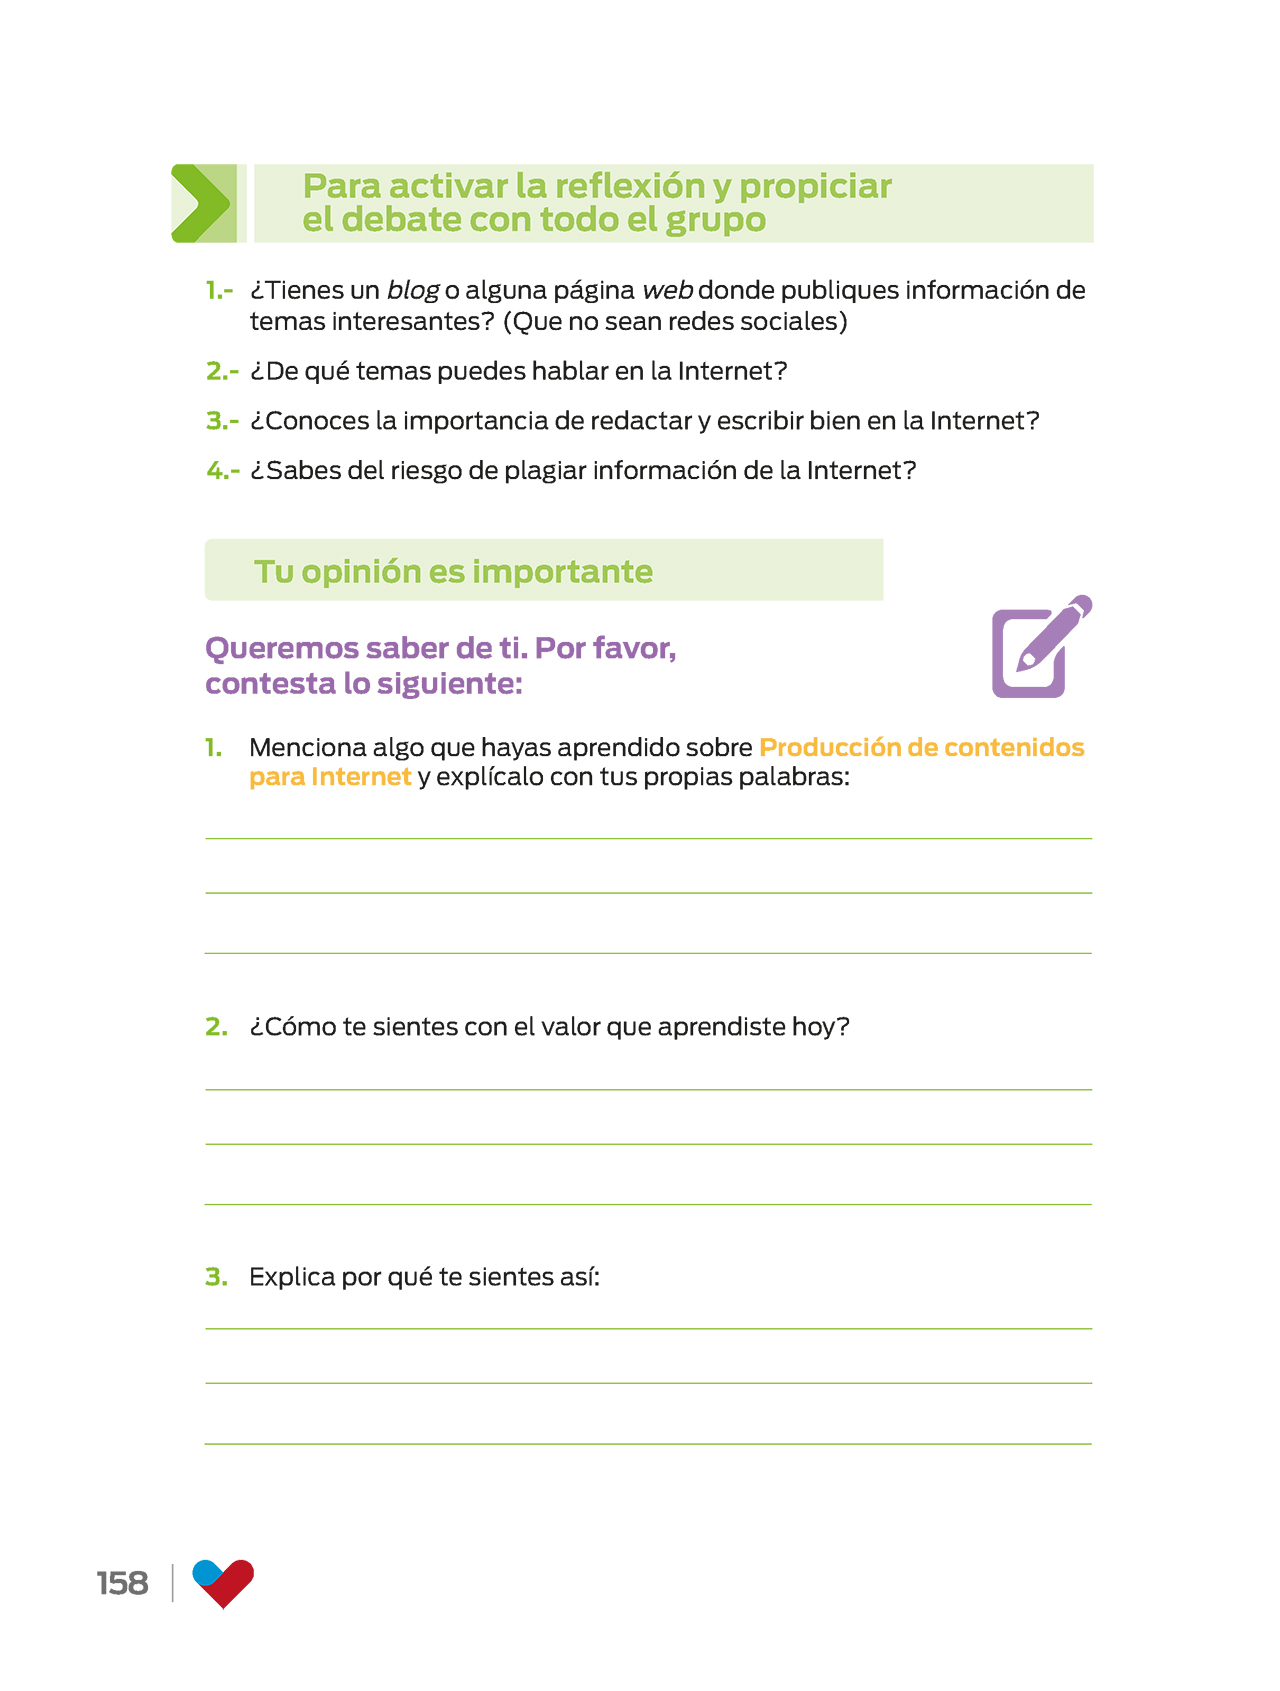 Para activar la reflexión y propiciar
el debate con todo el grupo
1.- ¿Tienes un blog o alguna página web donde publiques información de
temas interesantes? (Que no sean redes sociales)
2.- ¿De qué temas puedes hablar en la Internet?
3.- ¿Conoces la importancia de redactar y escribir bien en la Internet?
4.- ¿Sabes del riesgo de plagiar información de la Internet?
Tu opinión es importante
Queremos saber de ti. Por favor,
contesta lo siguiente:
1. Menciona algo que hayas aprendido sobre Producción de contenidos
para Internet y explícalo con tus propias palabras:
2. ¿Cómo te sientes con el valor que aprendiste hoy?
3. Explica por qué te sientes así:
158